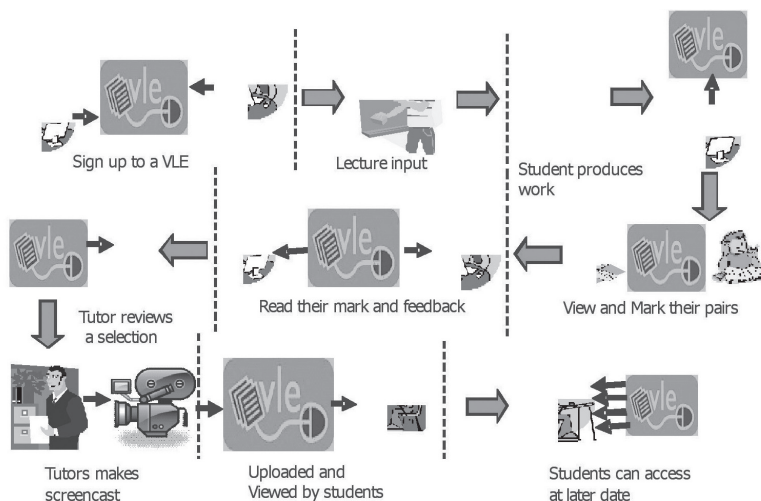 vle
vle
Sign up to a VLE
Lecture input
Student produces
work
vle
vle
Read their mark and feedback
vle
View and Mark their pairs
Tutor reviews
a selection
vle
Tutors makes
screencast
Uploaded and
Viewed by students
vle
Students can access
at later date